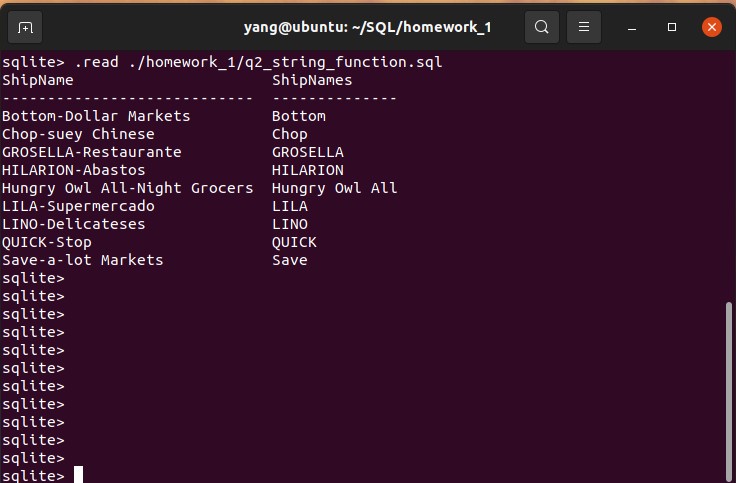 yang@ubuntu: ~/SQL/homework_1
sqlite> .read ./homework_1/q2_string_function.sql
ShipName                      ShipNames
----------------------------  --------------
Bottom-Dollar Markets         Bottom
Chop-suey Chinese             Chop
GROSELLA-Restaurante          GROSELLA
HILARION-Abastos              HILARION
Hungry Owl All-Night Grocers  Hungry Owl All
LILA-Supermercado             LILA
LINO-Delicateses              LINO
QUICK-Stop                    QUICK
Save-a-lot Markets            Save
sqlite>
sqlite>
sqlite>
sqlite>
sqlite>
sqlite>
sqlite>
sqlite>
sqlite>
sqlite>
sqlite>
sqlite>